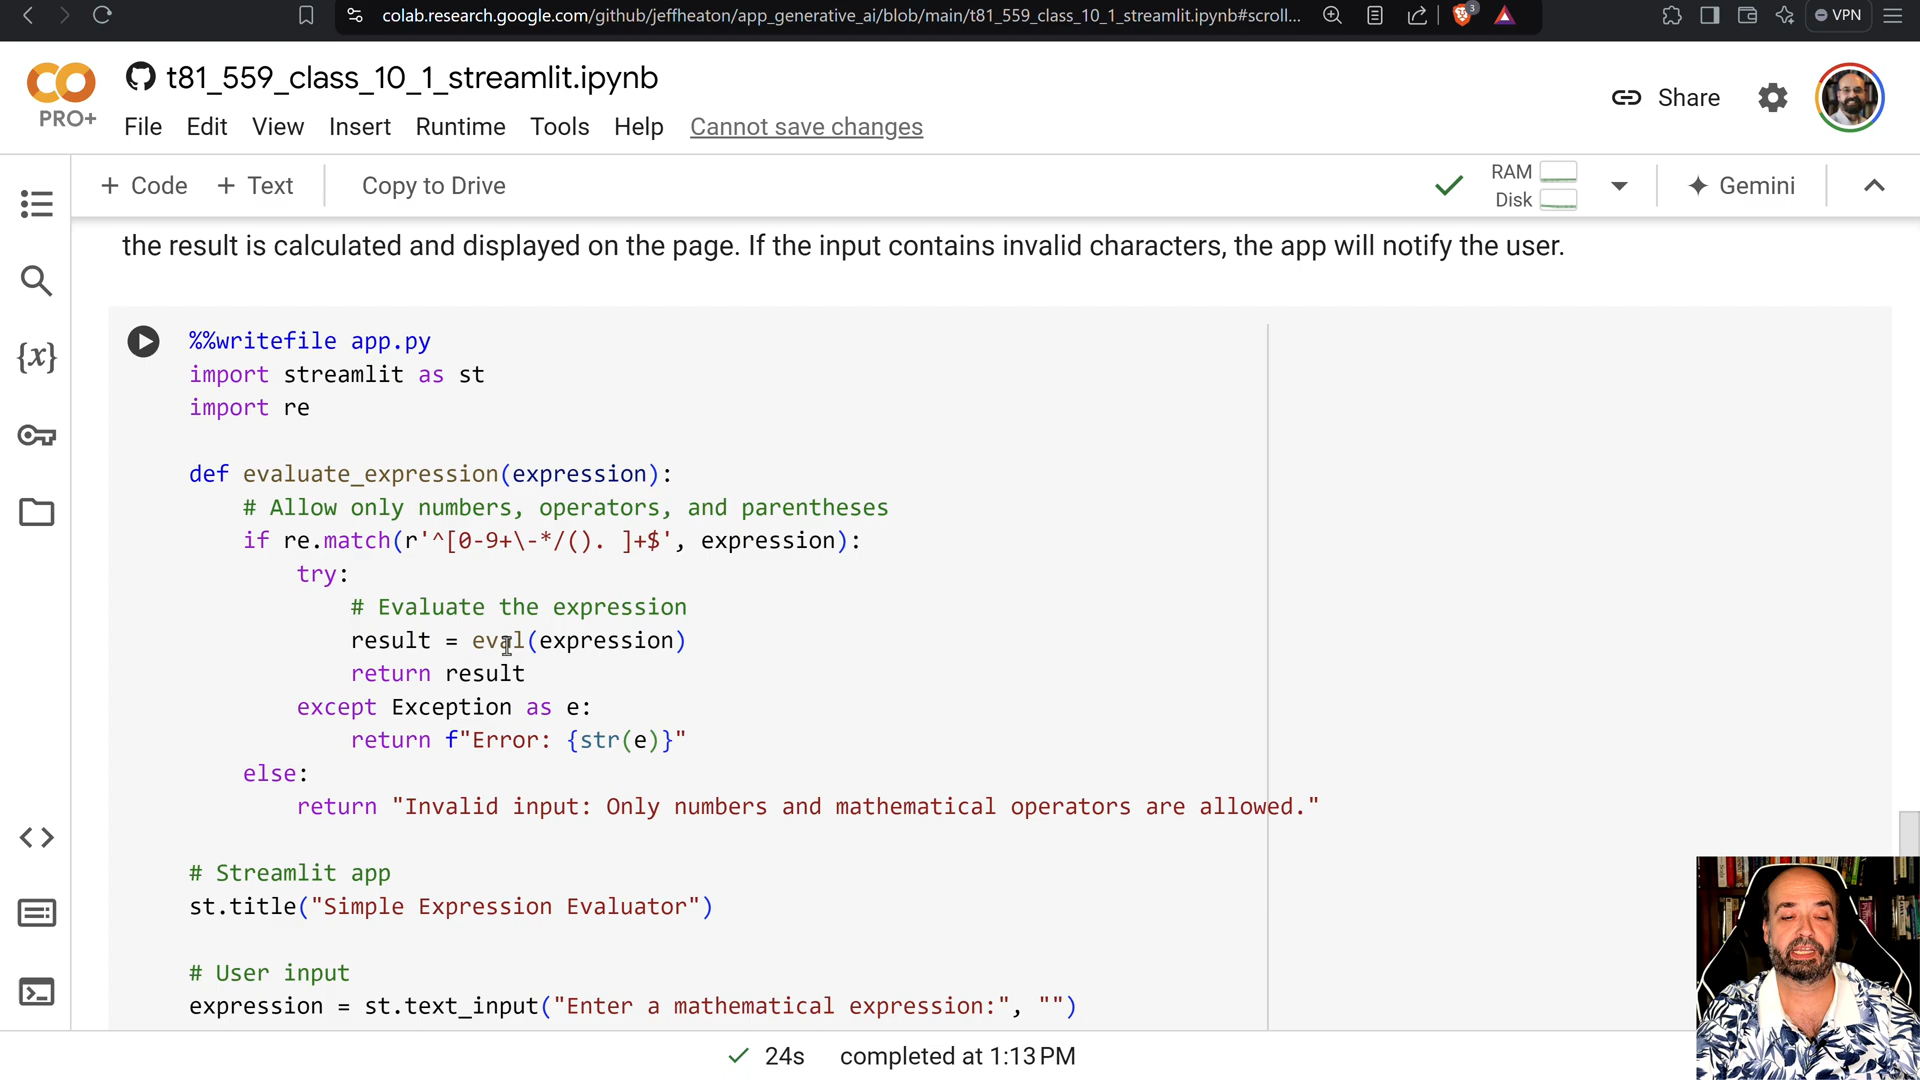 colab.research.google.com/github/jeffheaton/app_generative_ai/blob/main/t81_559_class_10_1_streamlit.ipynb#scroll...
3
VPN
PRO+
t81_559_class_10_1_streamlit.ipynb
Share
File Edit View Insert Runtime Tools Help Cannot save changes
+ Code + Text Copy to Drive
RAM
Disk
Gemini
the result is calculated and displayed on the page. If the input contains invalid characters, the app will notify the user.
{x}
%%writefile app.py
import streamlit as st
import re
def evaluate_expression(expression):
# Allow only numbers, operators, and parentheses
if re.match(r'^[0-9+\-*/(). ]+$', expression):
try:
# Evaluate the expression
result = eval(expression)
return result
except Exception as e:
return f"Error: {str(e)}"
else:
return "Invalid input: Only numbers and mathematical operators are allowed."
# Streamlit app
st.title("Simple Expression Evaluator")
# User input
expression = st.text_input("Enter a mathematical expression:", "")
24s completed at 1:13 PM